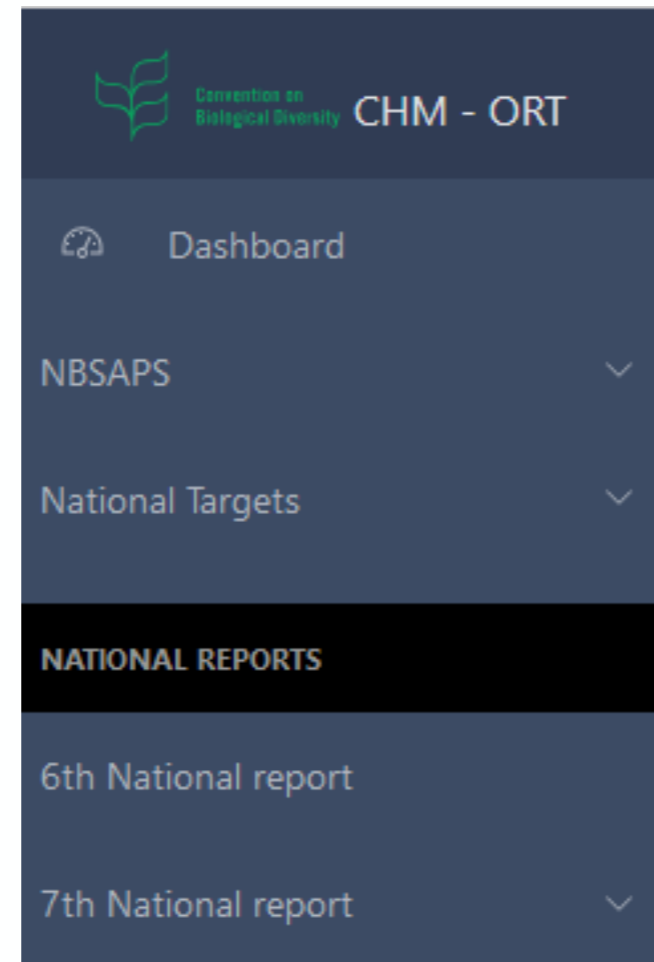 Convention on
Biological Diversity CHM - ORT
Dashboard
NBSAPS
National Targets
NATIONAL REPORTS
6th National report
7th National report